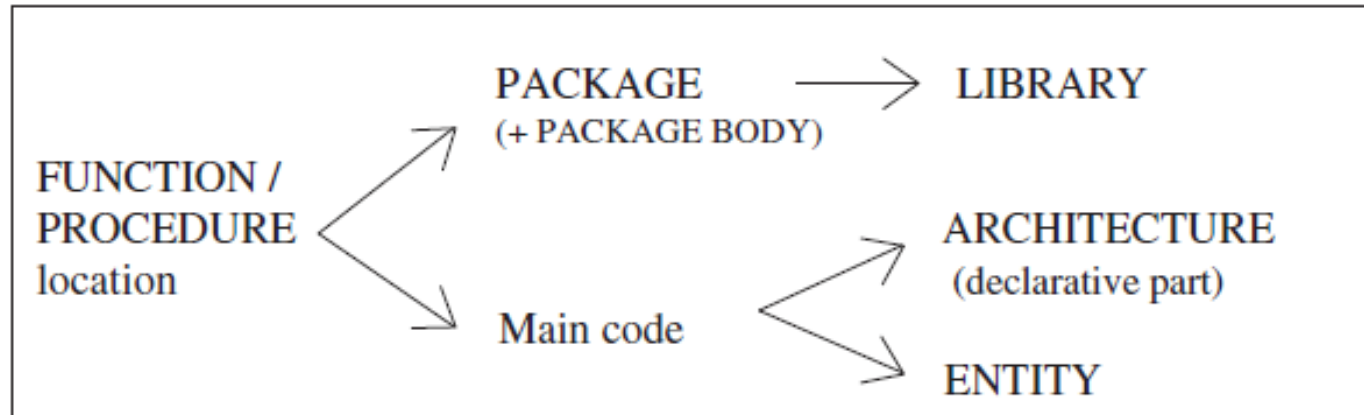 FUNCTION /
PROCEDURE
location
PACKAGE
(+ PACKAGE BODY)
LIBRARY
Main code
ARCHITECTURE
(declarative part)
ENTITY